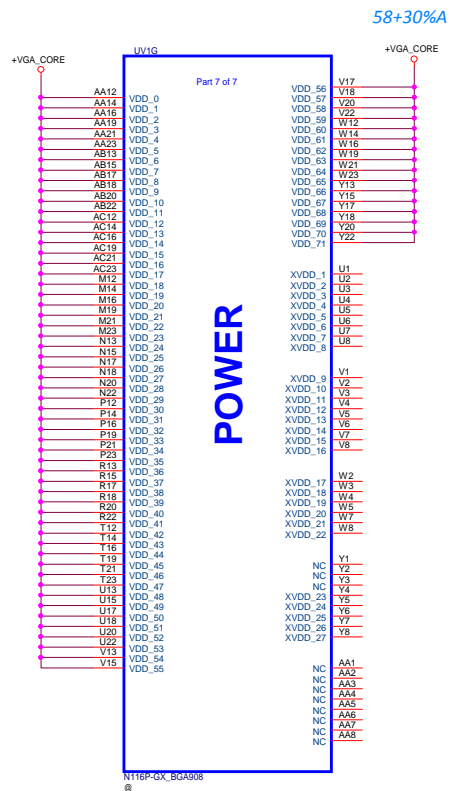 58+30%A
UV1G
+VGA_CORE
+VGA_CORE
Part 7 of 7
AA12 VDD_0
AA14 VDD_1
AA16 VDD_2
AA19 VDD_3
AA21 VDD_4
AA23 VDD_5
AB13 VDD_6
AB15 VDD_7
AB17 VDD_8
AB18 VDD_9
AB20 VDD_10
AB22 VDD_11
AC12 VDD_12
AC14 VDD_13
AC16 VDD_14
AC19 VDD_15
AC21 VDD_16
AC23 VDD_17
M12 VDD_18
M14 VDD_19
M16 VDD_20
M19 VDD_21
M21 VDD_22
M23 VDD_23
N13 VDD_24
N15 VDD_25
N17 VDD_26
N18 VDD_27
N20 VDD_28
N22 VDD_29
P12 VDD_30
P14 VDD_31
P16 VDD_32
P19 VDD_33
P21 VDD_34
P23 VDD_35
R13 VDD_36
R15 VDD_37
R17 VDD_38
R18 VDD_39
R20 VDD_40
R22 VDD_41
T12 VDD_42
T14 VDD_43
T16 VDD_44
T19 VDD_45
T21 VDD_46
T23 VDD_47
U13 VDD_48
U15 VDD_49
U17 VDD_50
U18 VDD_51
U20 VDD_52
U22 VDD_53
V13 VDD_54
V15 VDD_55
POWER
VDD_56 V17
VDD_57 V18
VDD_58 V20
VDD_59 V22
VDD_60 W12
VDD_61 W14
VDD_62 W16
VDD_63 W19
VDD_64 W21
VDD_65 W23
VDD_66 Y13
VDD_67 Y15
VDD_68 Y17
VDD_69 Y18
VDD_70 Y20
VDD_71 Y22
XVDD_1 U1
XVDD_2 U2
XVDD_3 U3
XVDD_4 U4
XVDD_5 U5
XVDD_6 U6
XVDD_7 U7
XVDD_8 U8
XVDD_9 V1
XVDD_10 V2
XVDD_11 V3
XVDD_12 V4
XVDD_13 V5
XVDD_14 V6
XVDD_15 V7
XVDD_16 V8
XVDD_17 W2
XVDD_18 W3
XVDD_19 W4
XVDD_20 W5
XVDD_21 W7
XVDD_22 W8
NC Y1
NC Y2
NC Y3
XVDD_23 Y4
XVDD_24 Y5
XVDD_25 Y6
XVDD_26 Y7
XVDD_27 Y8
NC AA1
NC AA2
NC AA3
NC AA4
NC AA5
NC AA6
NC AA7
NC AA8
N116P-GX_BGA908
@